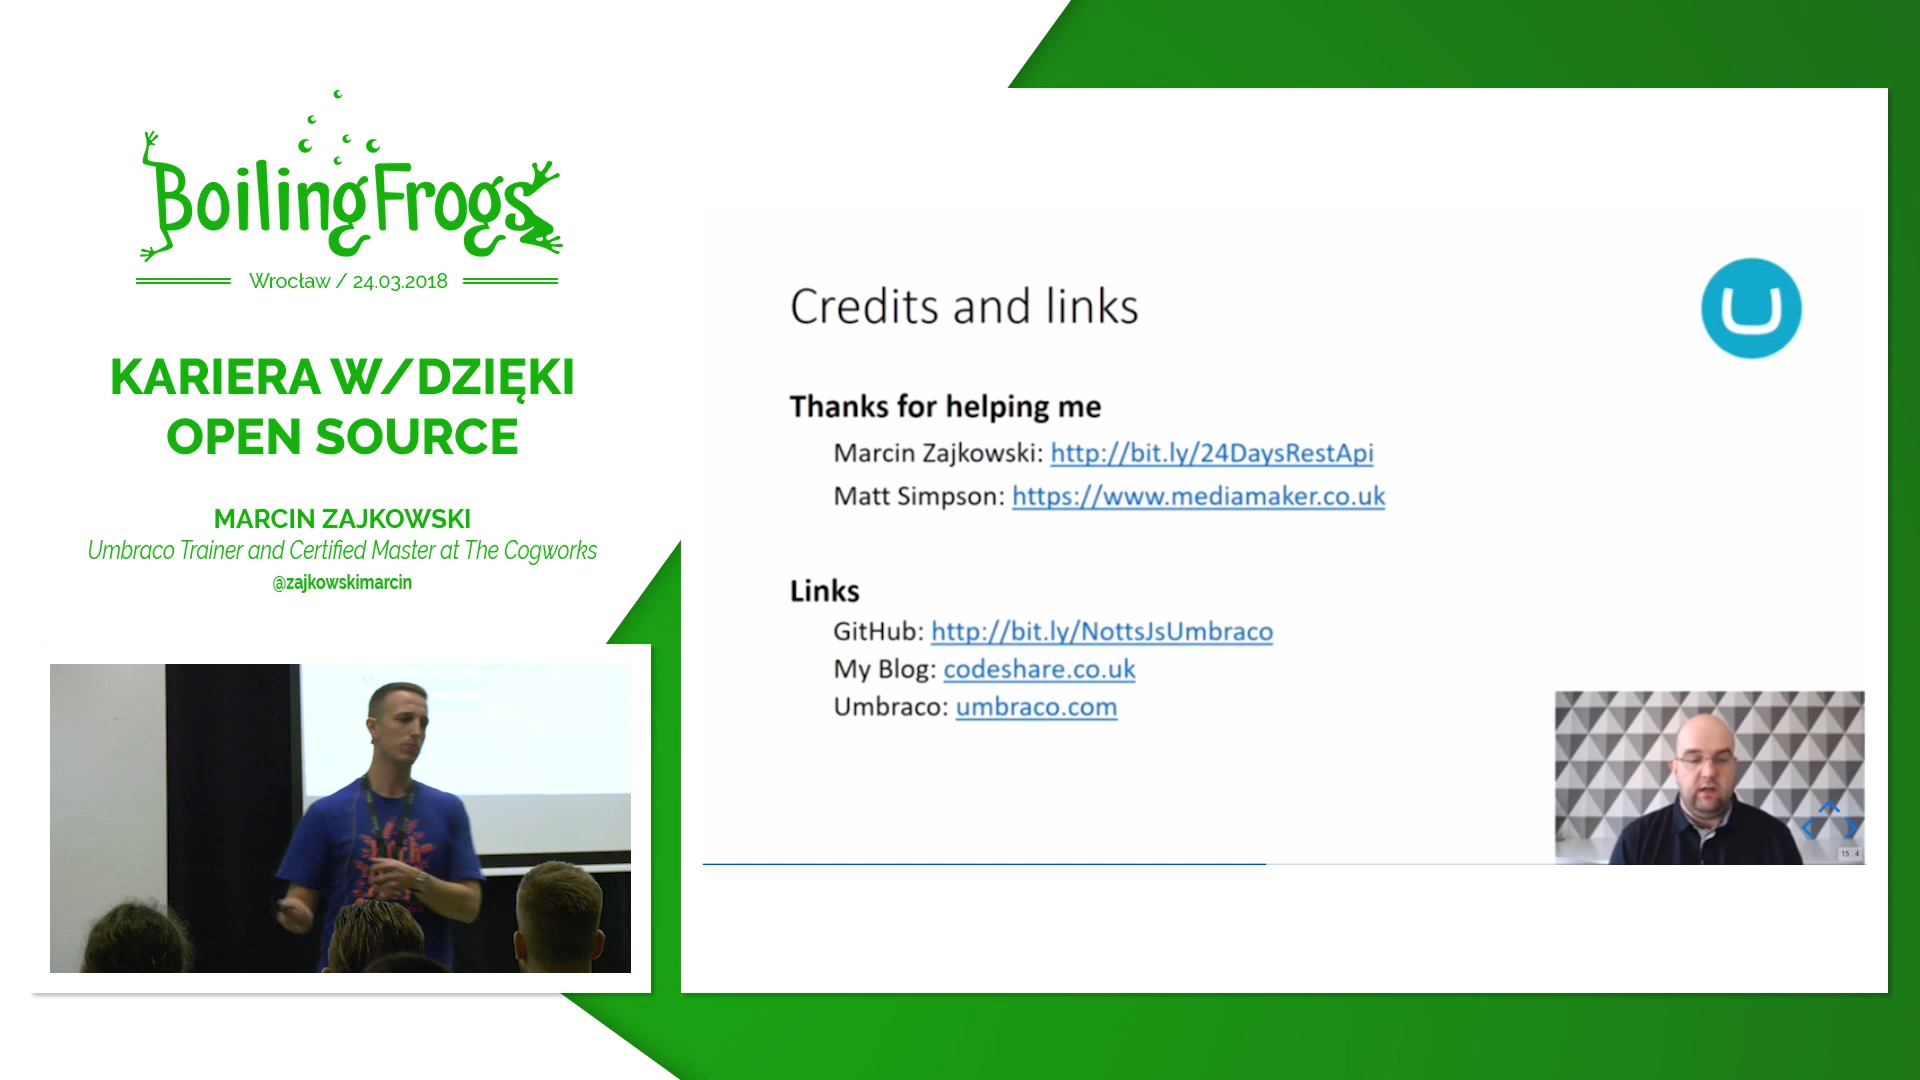 BoilingFrogs
Wrocław / 24.03.2018
KARIERA W/DZIĘKI
OPEN SOURCE
MARCIN ZAJKOWSKI
Umbraco Trainer and Certified Master at The Cogworks
@zajkowskimarcin
Credits and links
Thanks for helping me
Marcin Zajkowski: http://bit.ly/24DaysRestApi
Matt Simpson: https://www.mediamaker.co.uk
Links
GitHub: http://bit.ly/NottsJsUmbraco
My Blog: codeshare.co.uk
Umbraco: umbraco.com
15.4